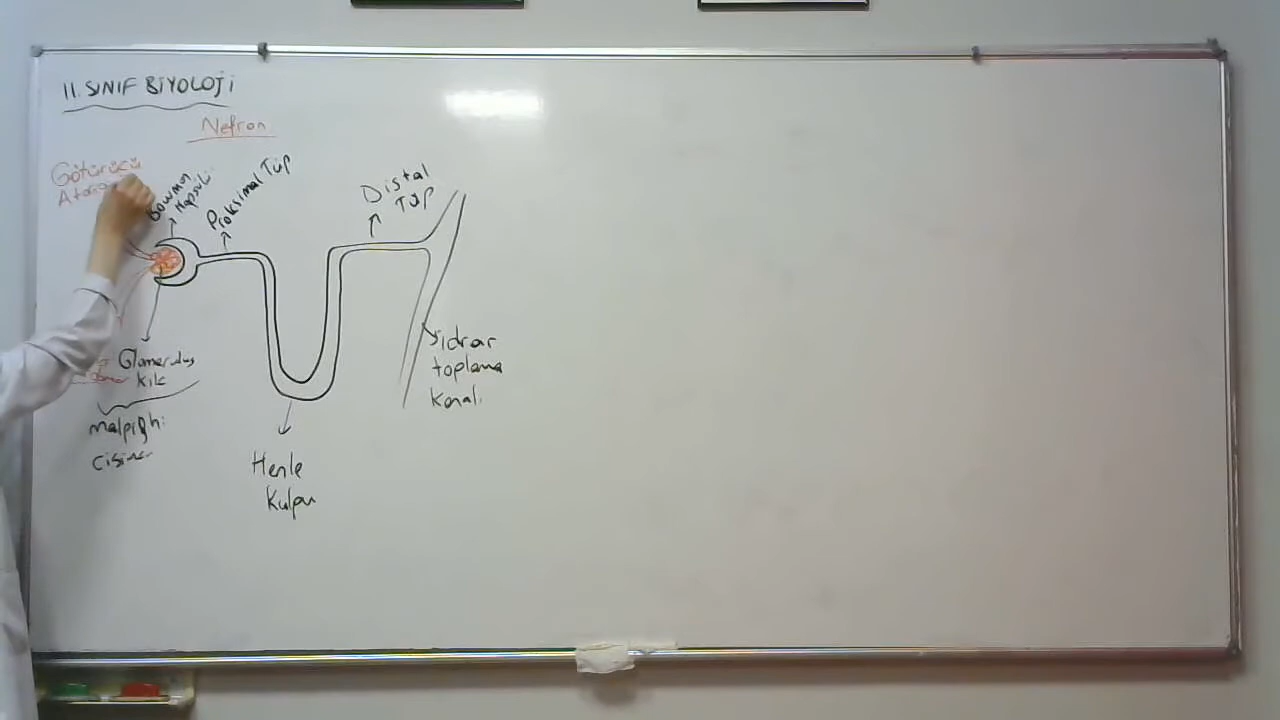 11. SINIF BİYOLOJİ
Nefron
Götürücü
Bowman
Kapsülü
Proksimal Tüp
Distal
Tüp
Glomerulus
kılc
malpighi
cisim
Henle
Kulpu
İdrar
toplama
Kanalı